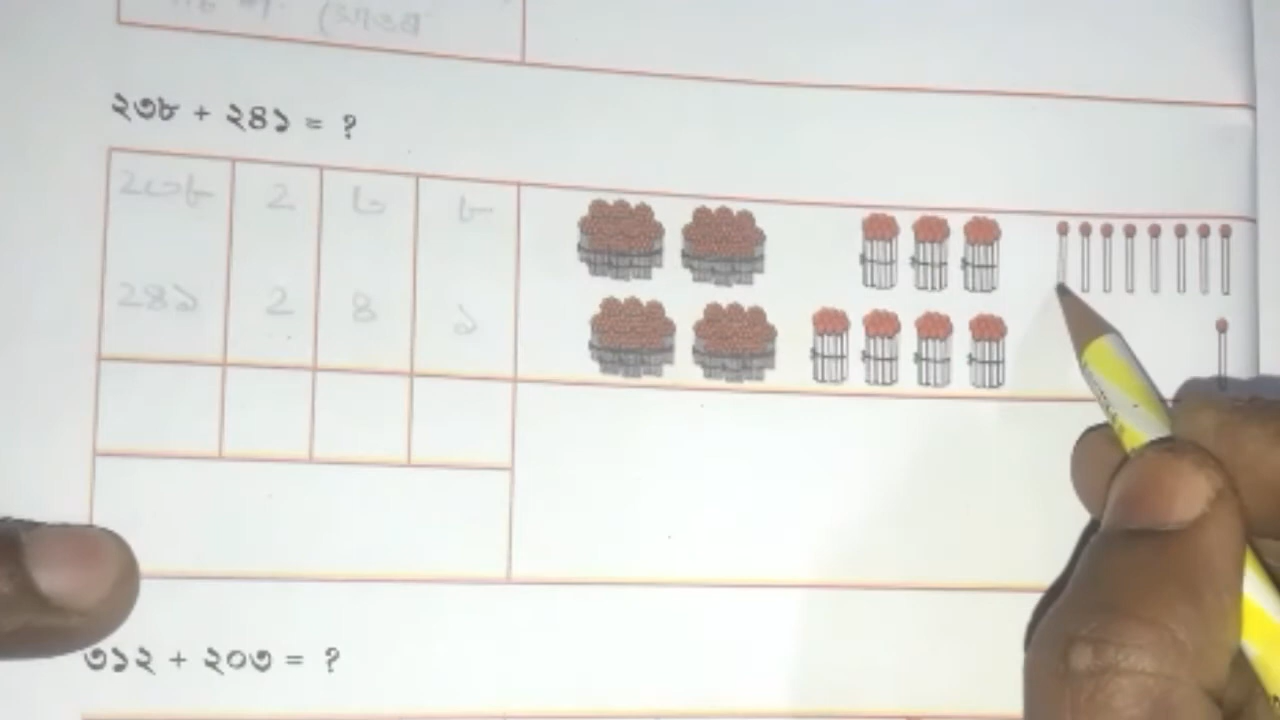 ২৩৮ + ২৪১ = ?
২৩৮ ২ ৩ ৮
২৪১ ২ ৪ ১
৩১২ + ২০৩ = ?